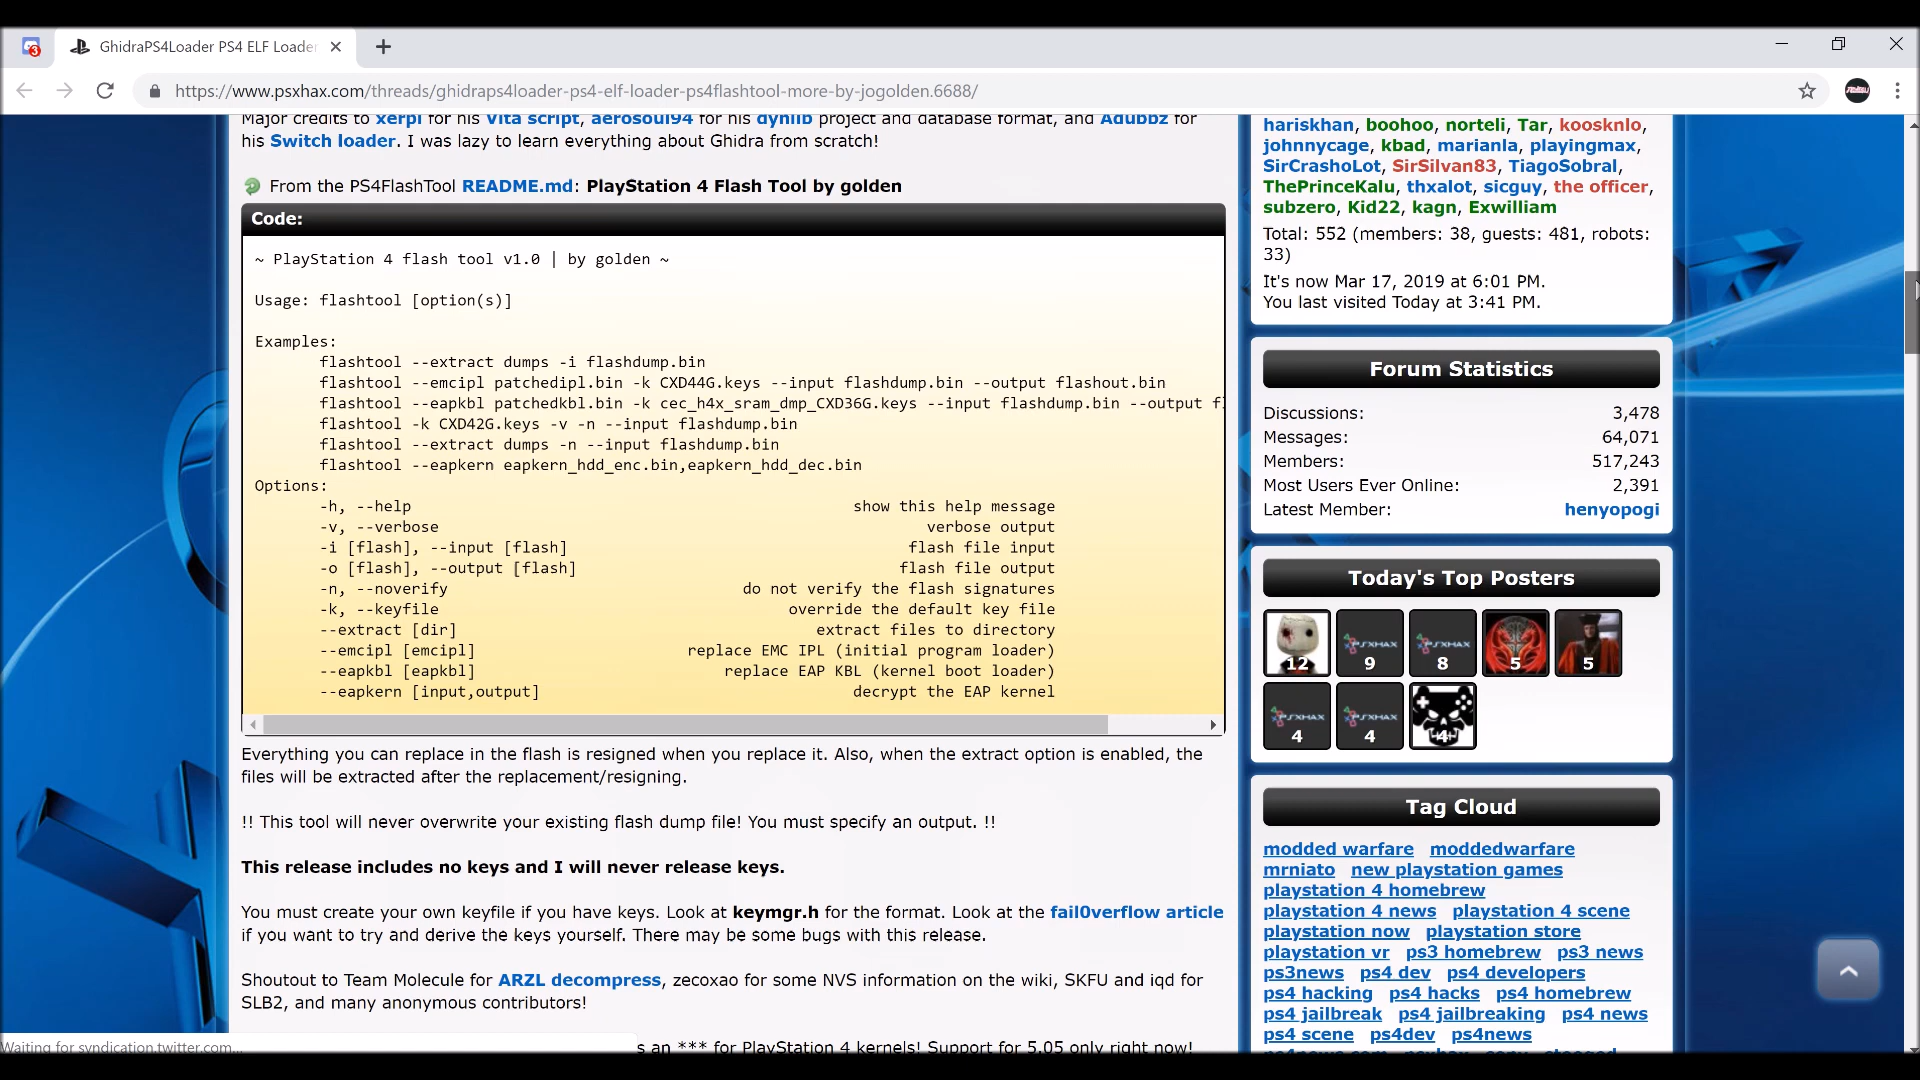 3
GhidraPS4Loader PS4 ELF Loader
https://www.psxhax.com/threads/ghidraps4loader-ps4-elf-loader-ps4flashtool-more-by-jogolden.6688/
Major credits to xerpi for his Vita script, aerosoul94 for his dynlib project and database format, and Adubbz for
his Switch loader. I was lazy to learn everything about Ghidra from scratch!
From the PS4FlashTool README.md: PlayStation 4 Flash Tool by golden
Code:
~ PlayStation 4 flash tool v1.0 | by golden ~
Usage: flashtool [option(s)]
Examples:
flashtool --extract dumps -i flashdump.bin
flashtool --emcipl patchedipl.bin -k CXD44G.keys --input flashdump.bin --output flashout.bin
flashtool --eapkbl patchedkbl.bin -k cec_h4x_sram_dmp_CXD36G.keys --input flashdump.bin --output
flashtool -k CXD42G.keys -v -n --input flashdump.bin
flashtool --extract dumps -n --input flashdump.bin
flashtool --eapkern eapkern_hdd_enc.bin,eapkern_hdd_dec.bin
Options:
-h, --help show this help message
-v, --verbose verbose output
-i [flash], --input [flash] flash file input
-o [flash], --output [flash] flash file output
-n, --noverify do not verify the flash signatures
-k, --keyfile override the default key file
--extract [dir] extract files to directory
--emcipl [emcipl] replace EMC IPL (initial program loader)
--eapkbl [eapkbl] replace EAP KBL (kernel boot loader)
--eapkern [input,output] decrypt the EAP kernel
Everything you can replace in the flash is resigned when you replace it. Also, when the extract option is enabled, the
files will be extracted after the replacement/resigning.
!! This tool will never overwrite your existing flash dump file! You must specify an output. !!
This release includes no keys and I will never release keys.
You must create your own keyfile if you have keys. Look at keymgr.h for the format. Look at the fail0verflow article
if you want to try and derive the keys yourself. There may be some bugs with this release.
Shoutout to Team Molecule for ARZL decompress, zecoxao for some NVS information on the wiki, SKFU and iqd for
SLB2, and many anonymous contributors!
s an *** for PlayStation 4 kernels! Support for 5.05 only right now!
Waiting for syndication.twitter.com...
hariskhan, boohoo, norteli, Tar, koosknlo,
johnnycage, kbad, marianla, playingmax,
SirCrashoLot, SirSilvan83, TiagoSobral,
ThePrinceKalu, thxalot, sicguy, the officer,
subzero, Kid22, kagn, Exwilliam
Total: 552 (members: 38, guests: 481, robots:
33)
It's now Mar 17, 2019 at 6:01 PM.
You last visited Today at 3:41 PM.
Forum Statistics
Discussions: 3,478
Messages: 64,071
Members: 517,243
Most Users Ever Online: 2,391
Latest Member: henyopogi
Today's Top Posters
12 PSXHAX 9 PSXHAX 8 5 5
PSXHAX 4 PSXHAX 4 4
Tag Cloud
modded warfare moddedwarfare
mrniato new playstation games
playstation 4 homebrew
playstation 4 news playstation 4 scene
playstation now playstation store
playstation vr ps3 homebrew ps3 news
ps3news ps4 dev ps4 developers
ps4 hacking ps4 hacks ps4 homebrew
ps4 jailbreak ps4 jailbreaking ps4 news
ps4 scene ps4dev ps4news